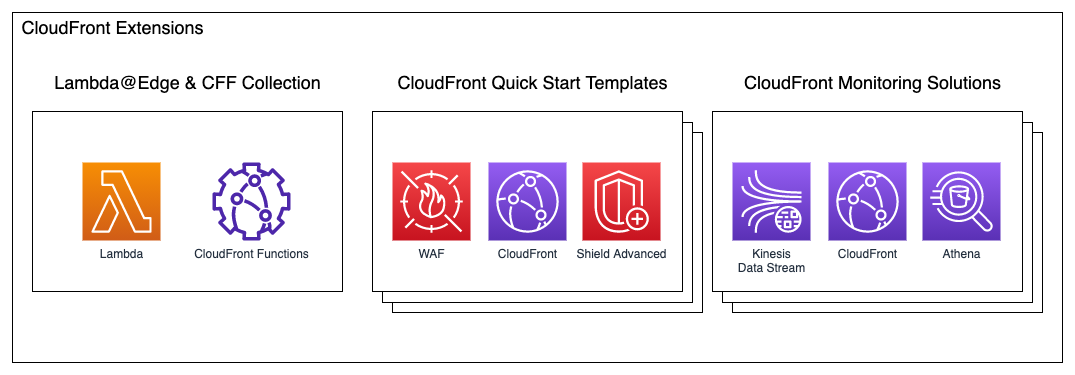 CloudFront Extensions
Lambda@Edge & CFF Collection
CloudFront Quick Start Templates
CloudFront Monitoring Solutions
Lambda
CloudFront Functions
WAF
CloudFront
Shield Advanced
Kinesis
Data Stream
CloudFront
Athena